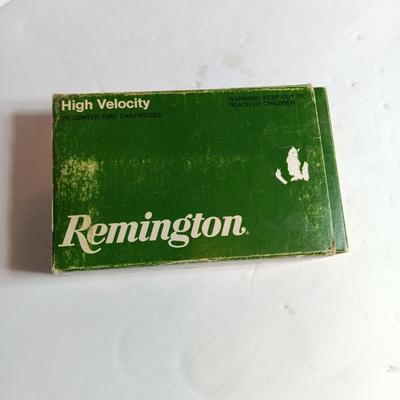 High Velocity
20 CENTER FIRE CARTRIDGES
WARNING: KEEP OUT OF
REACH OF CHILDREN
Remington.